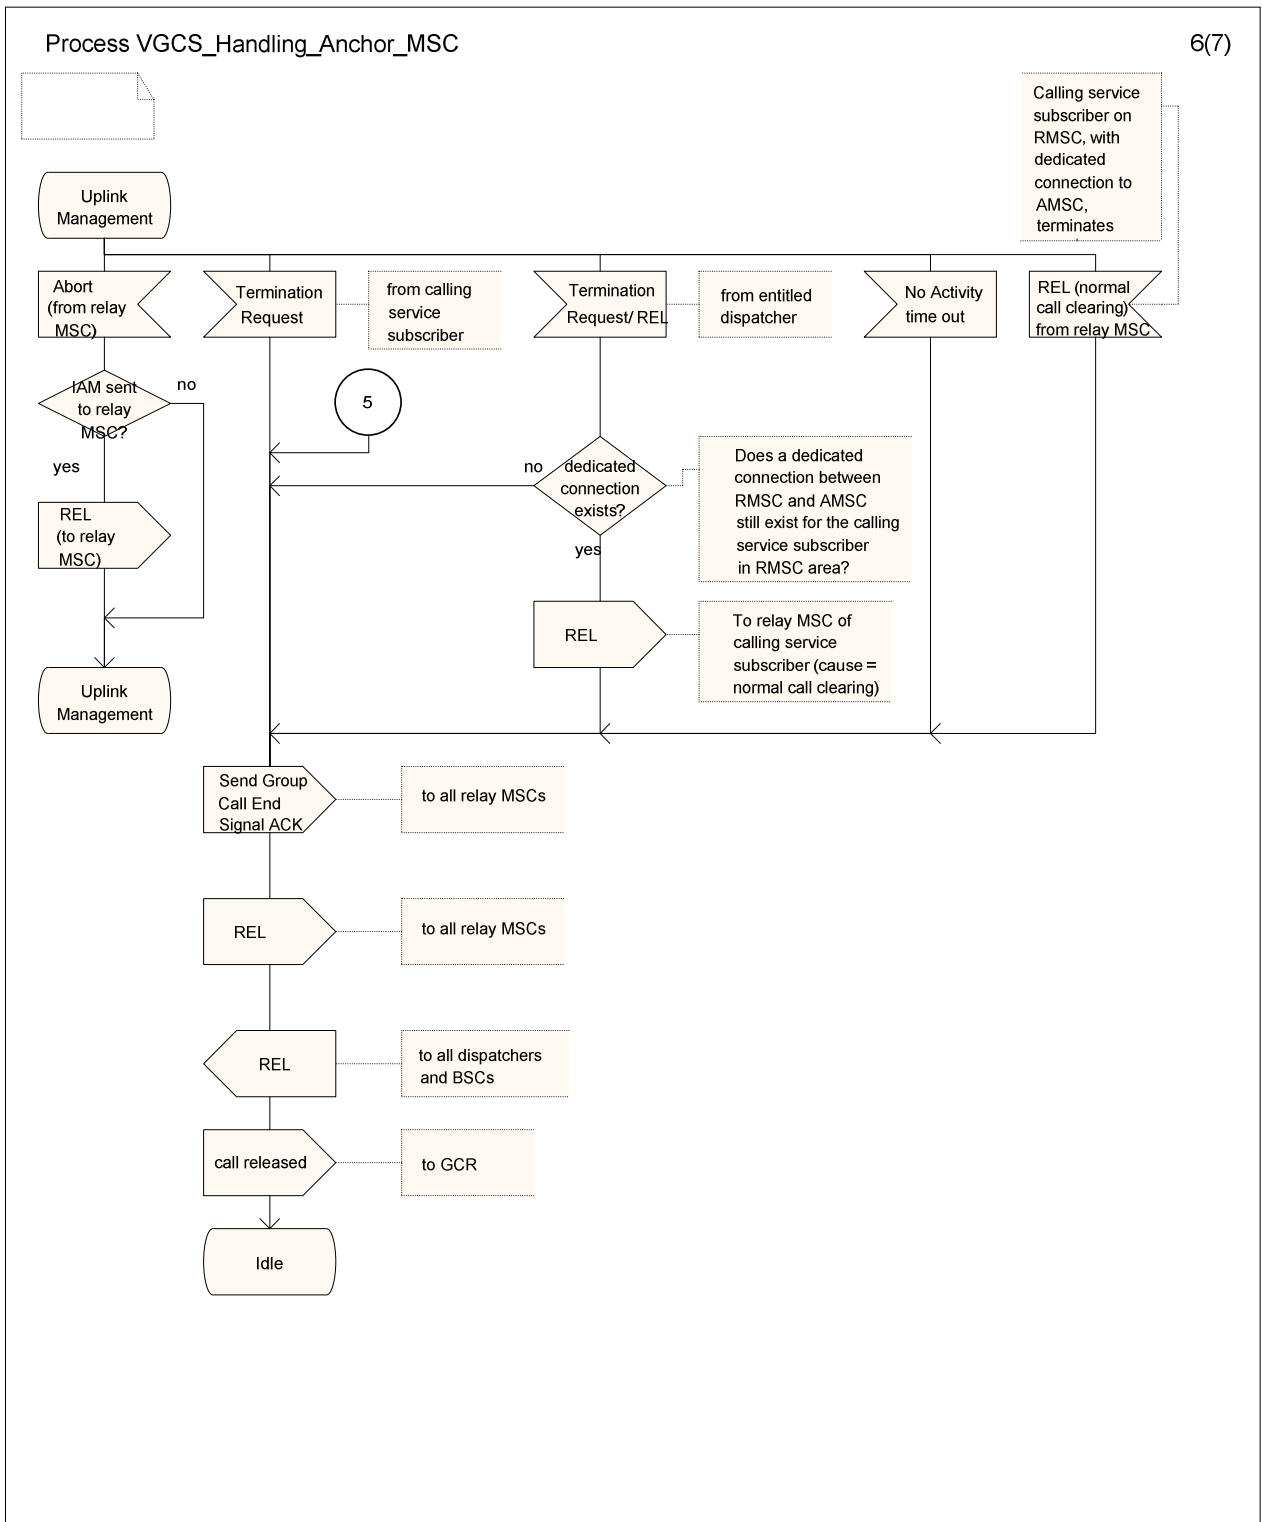 Process VGCS_Handling_Anchor_MSC
6(7)
Calling service
subscriber on
RMSC, with
dedicated
connection to
AMSC,
terminates
Uplink
Management
Abort
(from relay
MSC)
Termination
Request
from calling
service
subscriber
Termination
Request/ REL
from entitled
dispatcher
No Activity
time out
REL (normal
call clearing)
from relay MSC
IAM sent
to relay
MSC?
no
yes
5
REL
(to relay
MSC)
no
dedicated
connection
exists?
yes
Does a dedicated
connection between
RMSC and AMSC
still exist for the calling
service subscriber
in RMSC area?
REL
To relay MSC of
calling service
subscriber (cause =
normal call clearing)
Uplink
Management
Send Group
Call End
Signal ACK
to all relay MSCs
REL
to all relay MSCs
REL
to all dispatchers
and BSCs
call released
to GCR
Idle